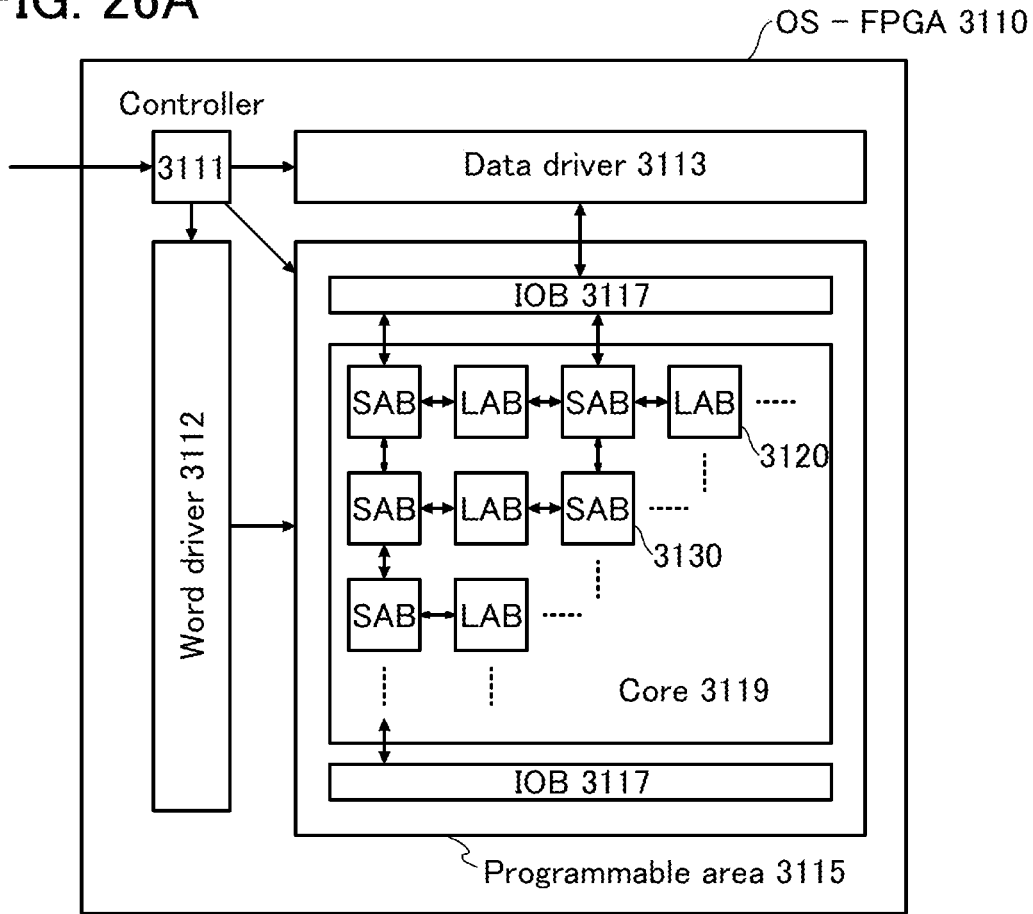 FIG. 26A
OS - FPGA 3110
Controller
3111
Data driver 3113
Word driver 3112
IOB 3117
SAB LAB SAB LAB
3120
SAB LAB SAB
3130
SAB LAB
Core 3119
IOB 3117
Programmable area 3115